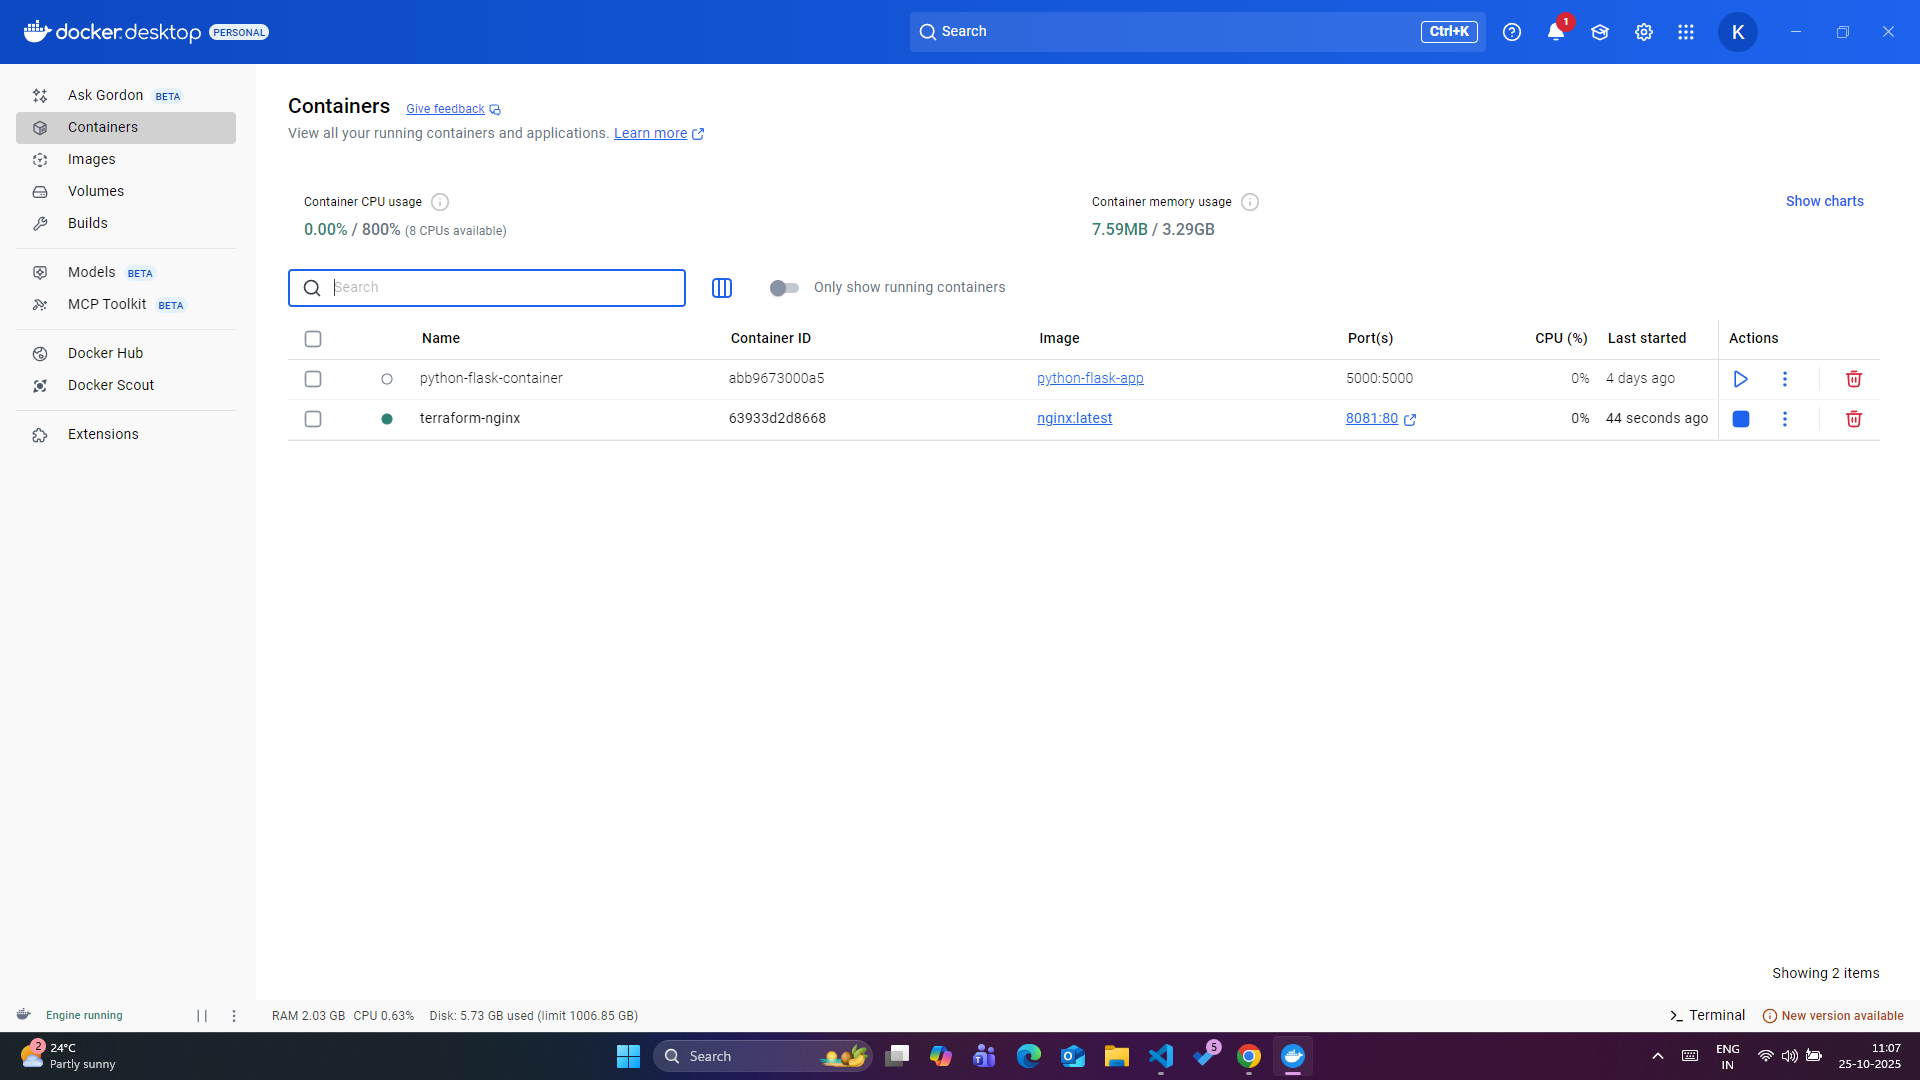 docker.desktop PERSONAL
Search
Ctrl+K
1
K
Ask Gordon BETA
Containers
Images
Volumes
Builds
Models BETA
MCP Toolkit BETA
Docker Hub
Docker Scout
Extensions
Containers Give feedback
View all your running containers and applications. Learn more
Container CPU usage
0.00% / 800% (8 CPUs available)
Container memory usage
7.59MB / 3.29GB
Show charts
Search
Only show running containers
Name Container ID Image Port(s) CPU (%) Last started Actions
python-flask-container abb9673000a5 python-flask-app 5000:5000 0% 4 days ago
terraform-nginx 63933d2d8668 nginx:latest 8081:80 0% 44 seconds ago
Showing 2 items
Engine running
RAM 2.03 GB CPU 0.63% Disk: 5.73 GB used (limit 1006.85 GB)
Terminal
New version available
2
24°C
Partly sunny
Search
5
ENG
IN
11:07
25-10-2025